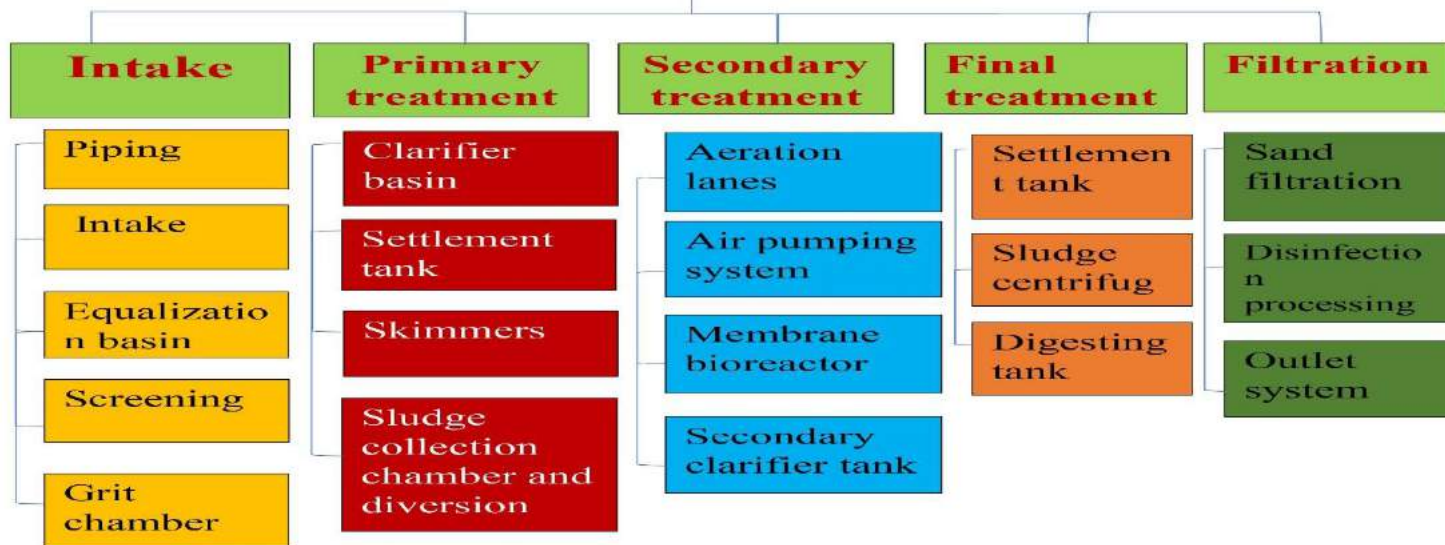 Intake
Piping
Intake
Equalizatio
n basin
Screening
Grit
chamber
Primary
treatment
Clarifier
basin
Settlement
tank
Skimmers
Sludge
collection
chamber and
diversion
Secondary
treatment
Aeration
lanes
Air pumping
system
Membrane
bioreactor
Secondary
clarifier tank
Final
treatment
Settlemen
t tank
Sludge
centrifug
Digesting
tank
Filtration
Sand
filtration
Disinfectio
n
processing
Outlet
system